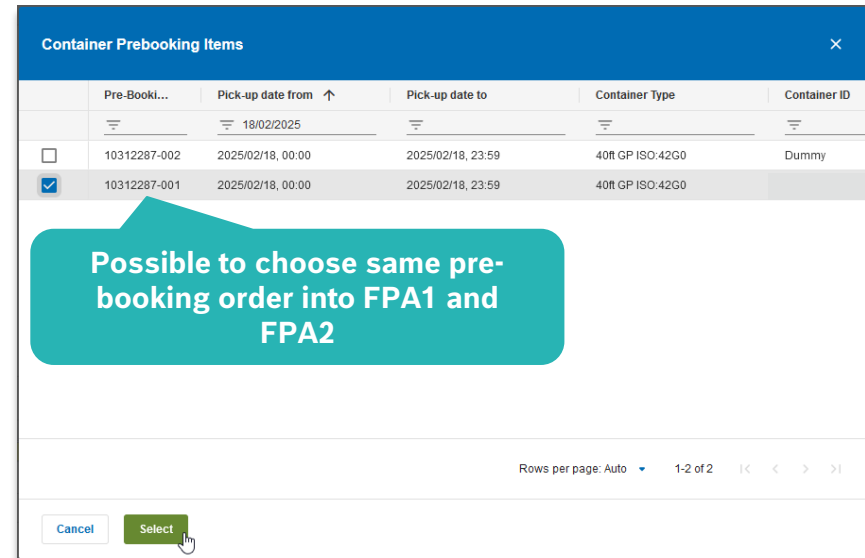 Container Prebooking Items
Pre-Booki... Pick-up date from Pick-up date to Container Type Container ID
18/02/2025
10312287-002 2025/02/18, 00:00 2025/02/18, 23:59 40ft GP ISO:42G0 Dummy
10312287-001 2025/02/18, 00:00 2025/02/18, 23:59 40ft GP ISO:42G0
Possible to choose same pre-
booking order into FPA1 and
FPA2
Rows per page: Auto 1-2 of 2
Cancel Select